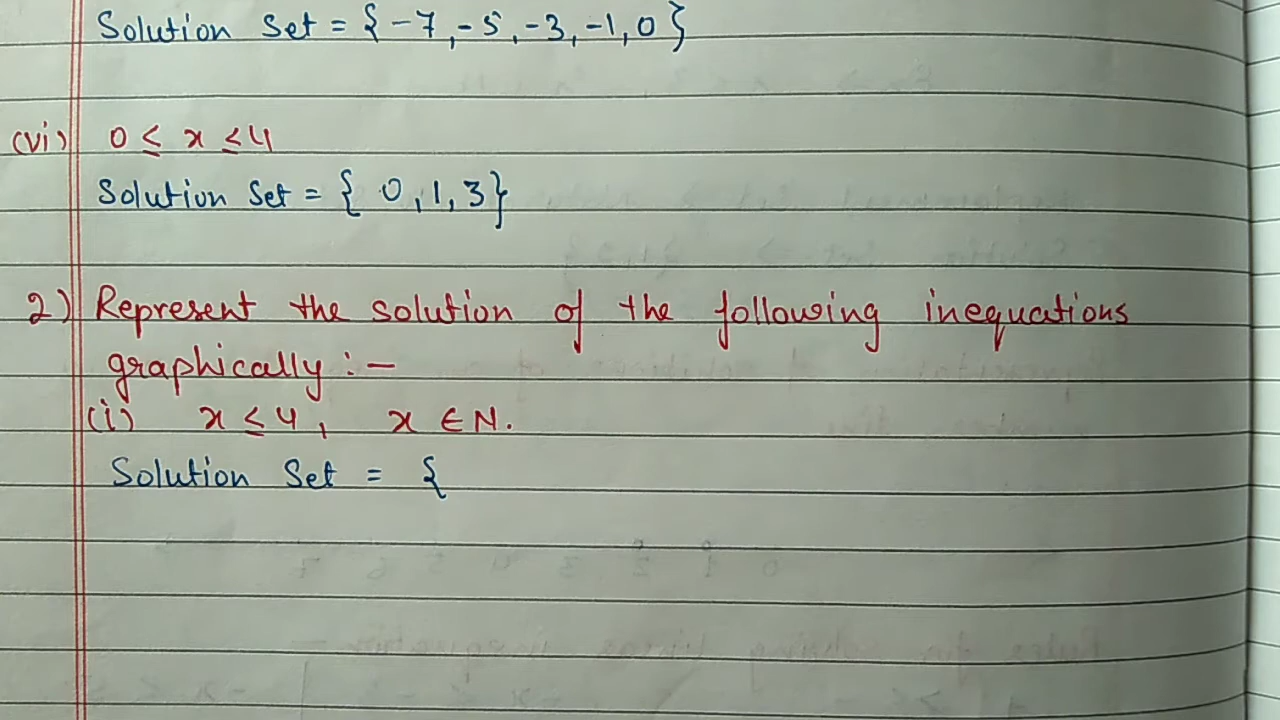 Solution Set = {-7, -5, -3, -1, 0}
(vi) 0 ≤ x ≤ 4
Solution Set = { 0, 1, 3}
2) Represent the solution of the following inequations
graphically : —
(i) x ≤ 4, x ∈ N.
Solution Set = {